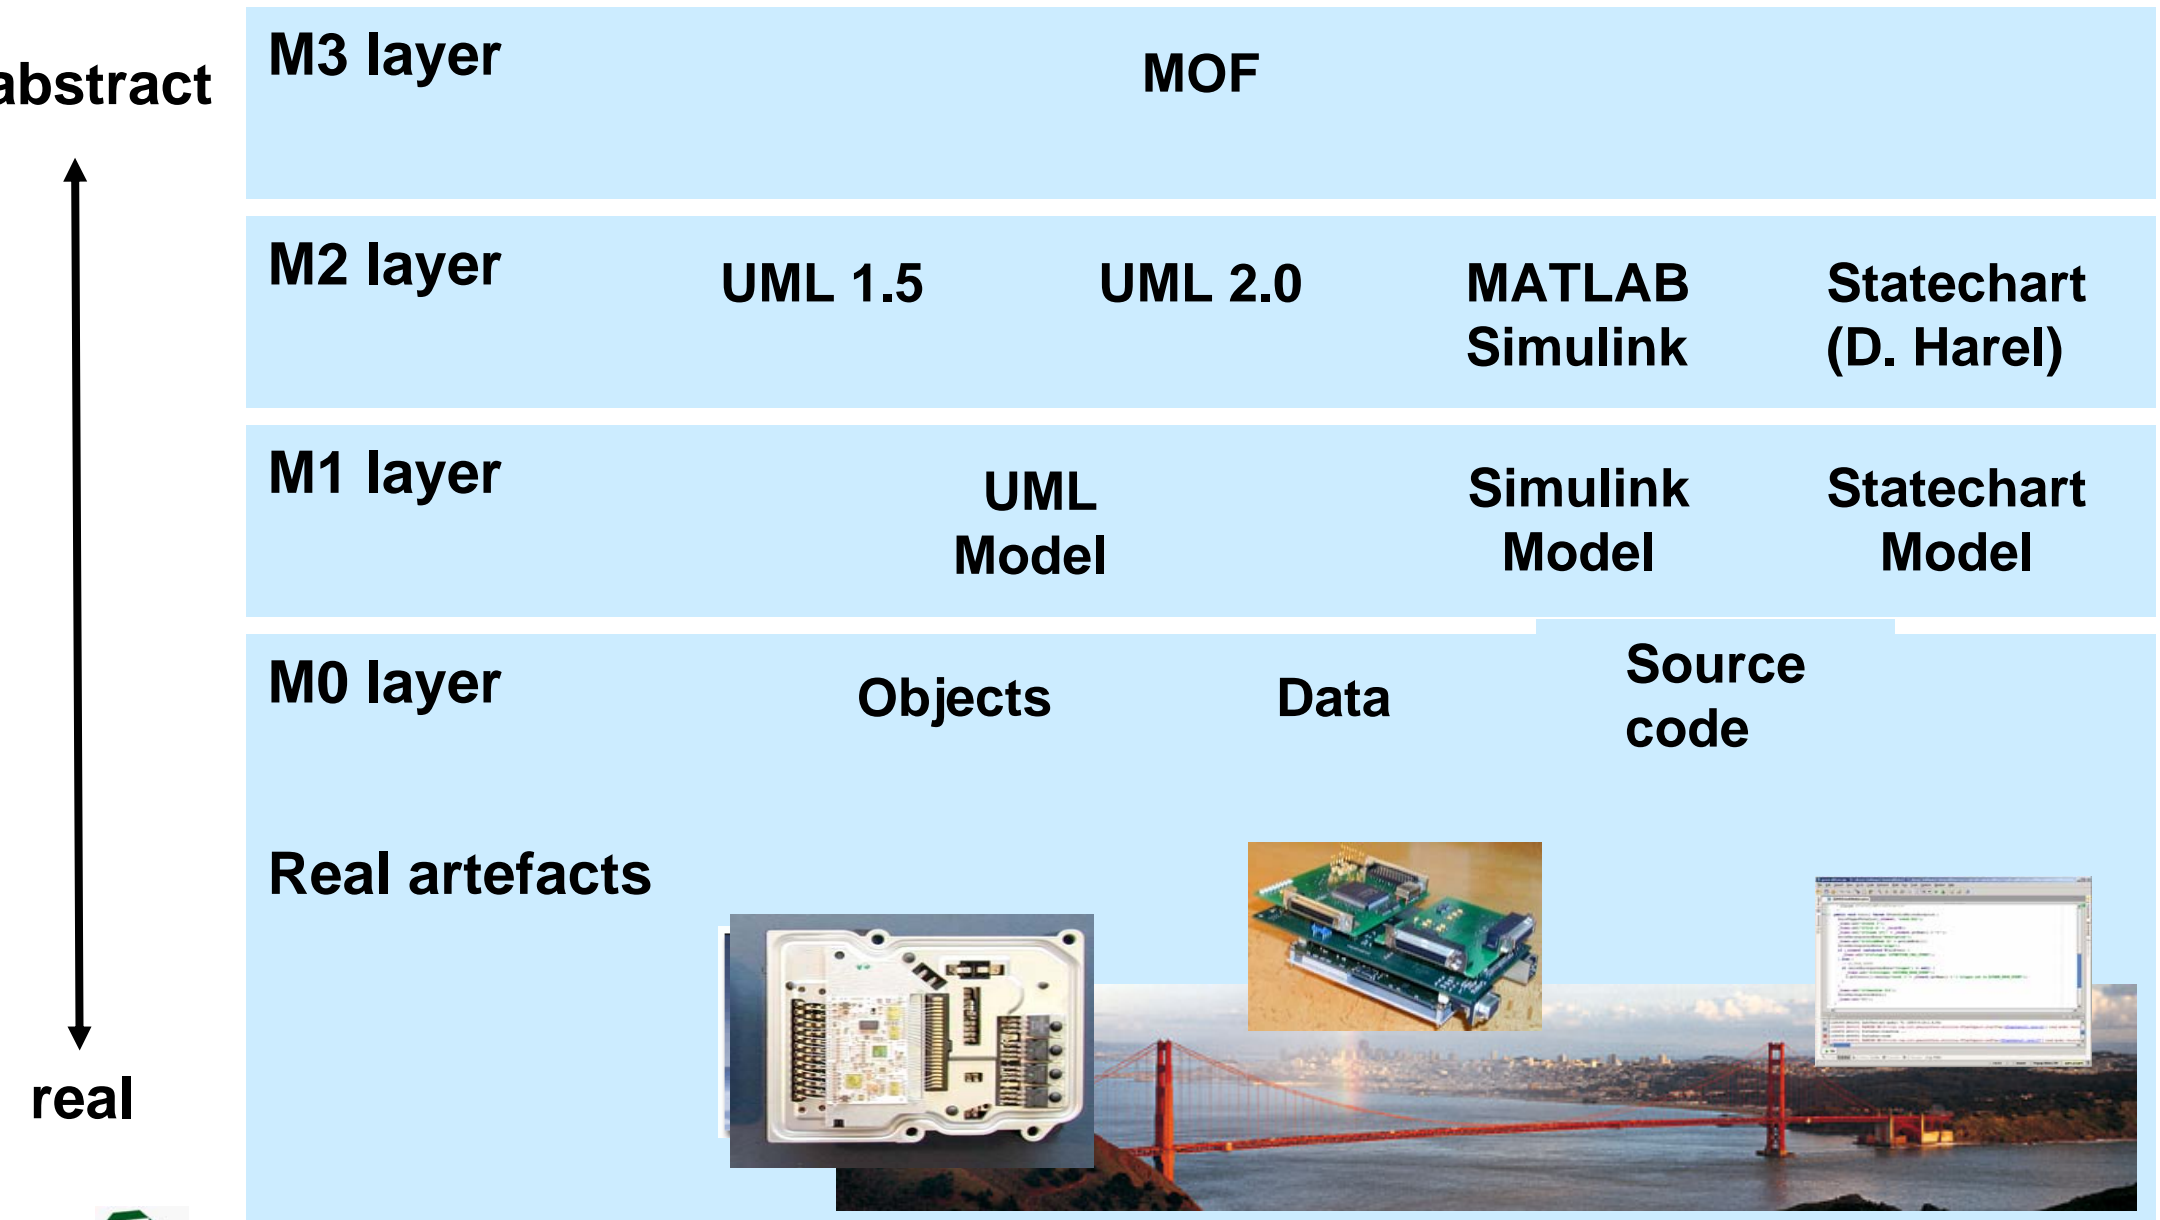 M3 layer
MOF
abstract
M2 layer
UML 1.5
UML 2.0
MATLAB
Simulink
Statechart
(D. Harel)
M1 layer
UML
Model
Simulink
Model
Statechart
Model
M0 layer
Objects
Data
Source
code
Real artefacts
real